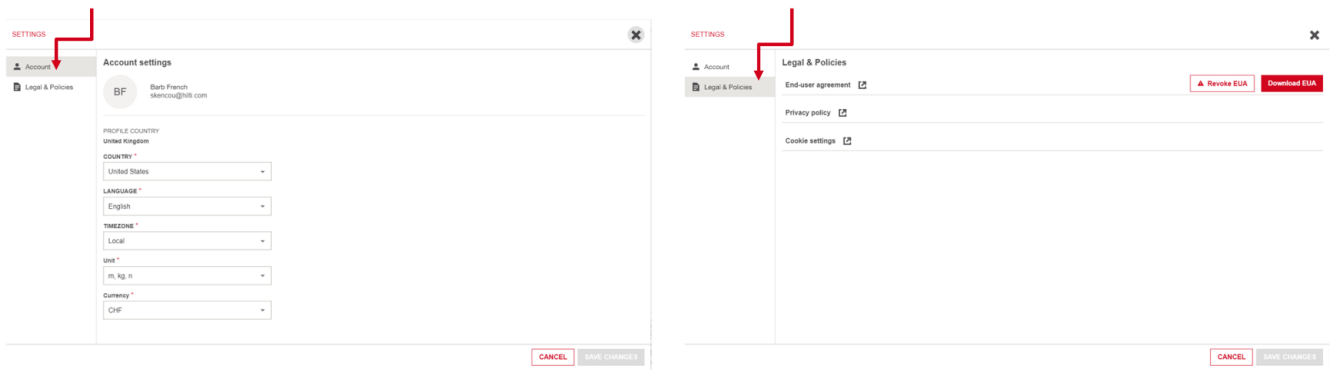 SETTINGS
Account
Legal & Policies
Account settings
BF
Barb French
skencou@hilti.com
PROFILE COUNTRY
United Kingdom
COUNTRY *
United States
LANGUAGE *
English
TIMEZONE *
Local
Unit *
m, kg, n
Currency *
CHF
CANCEL
SAVE CHANGES
SETTINGS
Account
Legal & Policies
Legal & Policies
End-user agreement
Revoke EUA
Download EUA
Privacy policy
Cookie settings
CANCEL
SAVE CHANGES